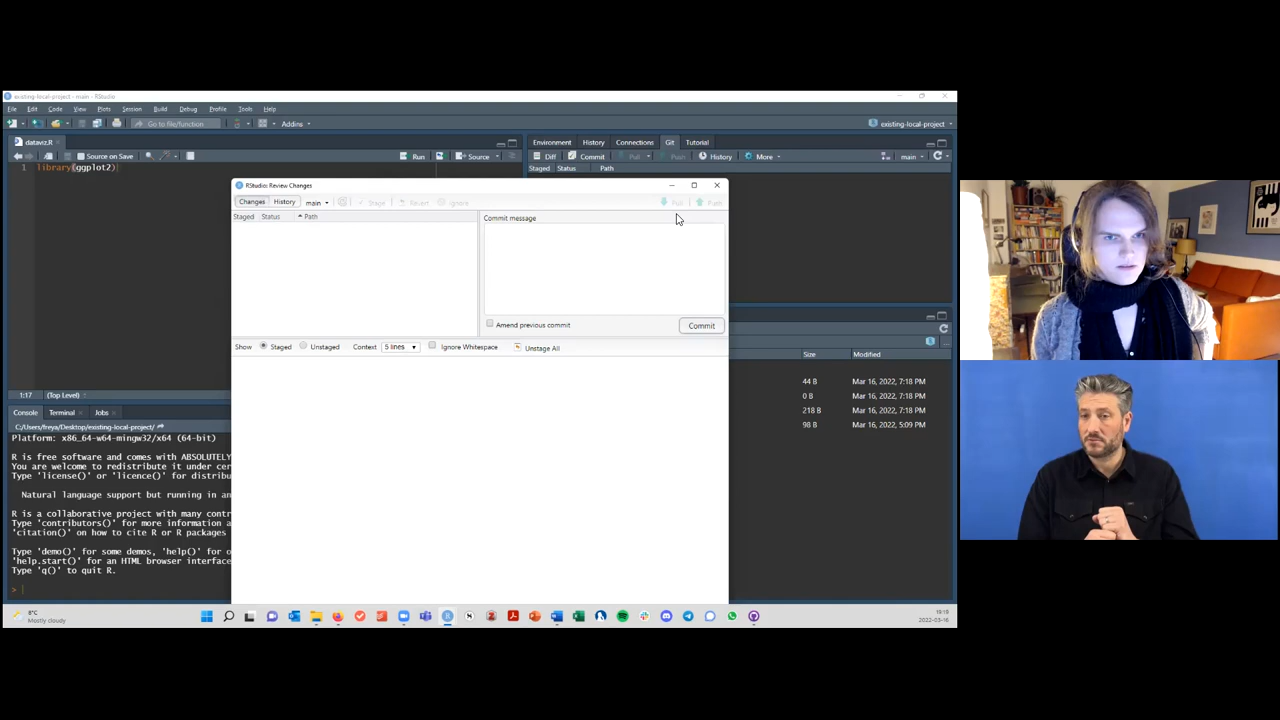 existing-local-project - main - RStudio
File Edit Code View Plots Session Build Debug Profile Tools Help
Go to file/function Addins existing-local-project
dataviz.R
Source on Save Run Source
1 library(ggplot2)
1:17 (Top Level)
Environment History Connections Git Tutorial
Diff Commit Pull Push History More main
Staged Status Path
RStudio: Review Changes
Changes History main Stage Revert Ignore Pull Push
Staged Status Path
Commit message
Amend previous commit Commit
Show Staged Unstaged Context 5 lines Ignore Whitespace Unstage All
Size Modified
44 B Mar 16, 2022, 7:18 PM
0 B Mar 16, 2022, 7:18 PM
218 B Mar 16, 2022, 7:18 PM
98 B Mar 16, 2022, 5:09 PM
Console Terminal Jobs
C:/Users/freya/Desktop/existing-local-project/
Platform: x86_64-w64-mingw32/x64 (64-bit)
R is free software and comes with ABSOLUTELY
You are welcome to redistribute it under cer
Type 'license()' or 'licence()' for distribu
Natural language support but running in an
R is a collaborative project with many contr
Type 'contributors()' for more information a
'citation()' on how to cite R or R packages
Type 'demo()' for some demos, 'help()' for o
'help.start()' for an HTML browser interface
Type 'q()' to quit R.
>
8°C
Mostly cloudy
2022-03-16